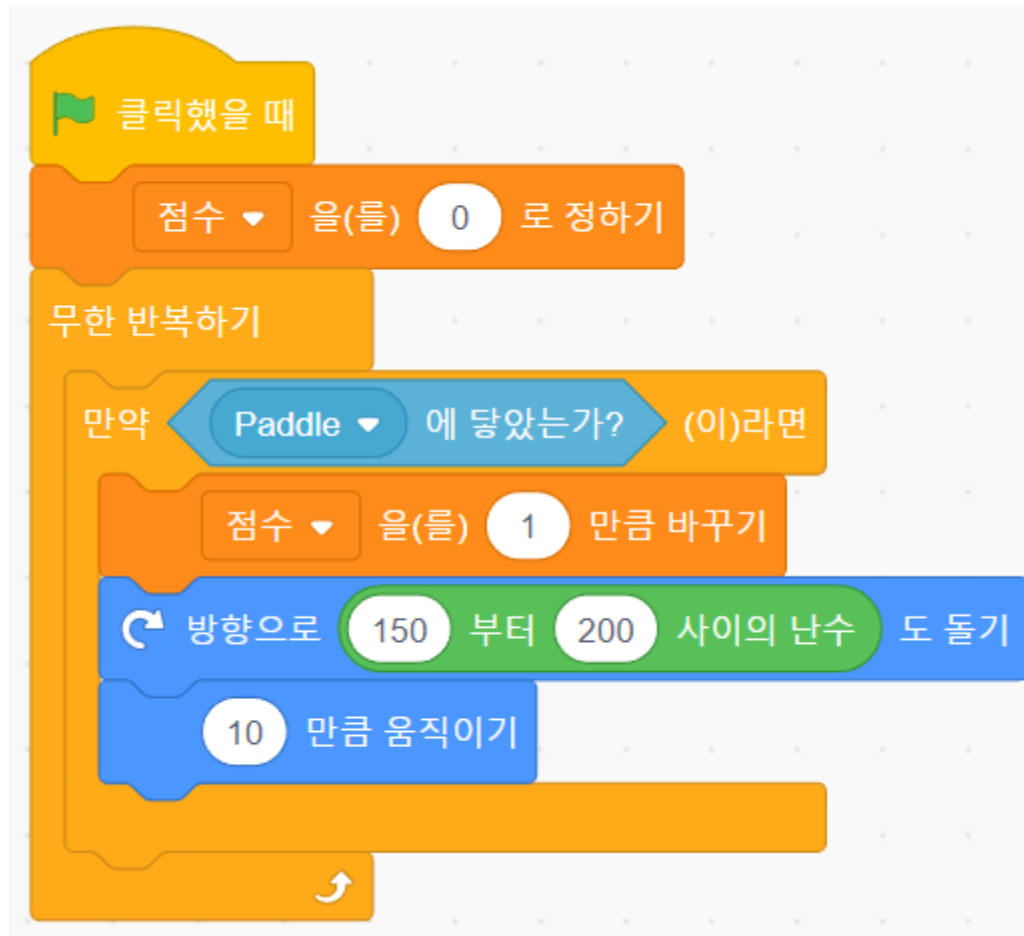 클릭했을 때
점수 을(를) 0 로 정하기
무한 반복하기
만약 Paddle 에 닿았는가? (이)라면
점수 을(를) 1 만큼 바꾸기
방향으로 150 부터 200 사이의 난수 도 돌기
10 만큼 움직이기